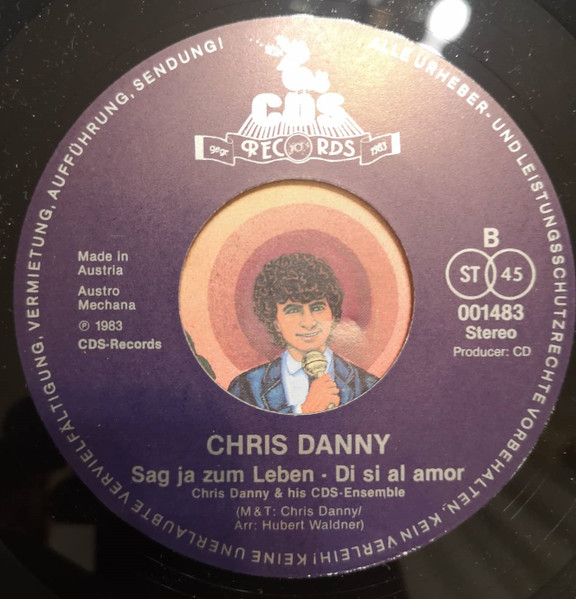 ALLE URHEBER- UND LEISTUNGSSCHUTZRECHTE VORBEHALTEN. KEIN VERLEIH! KEINE UNERLAUBTE VERVIELFÄLTIGUNG, VERMIETUNG, AUFFÜHRUNG, SENDUNG!
CDS
gegr. RECORDS 1983
Made in
Austria
Austro
Mechana
℗ 1983
CDS-Records
B
ST 45
001483
Stereo
Producer: CD
CHRIS DANNY
Sag ja zum Leben - Di si al amor
Chris Danny & his CDS-Ensemble
(M & T: Chris Danny/
Arr: Hubert Waldner)